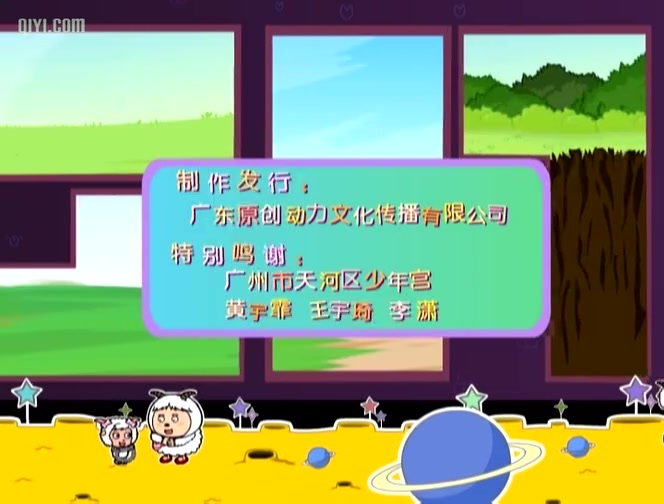 QIYI.COM
制作发行：
广东原创动力文化传播有限公司
特别鸣谢：
广州市天河区少年宫
黄宇霏 王宇琦 李潇